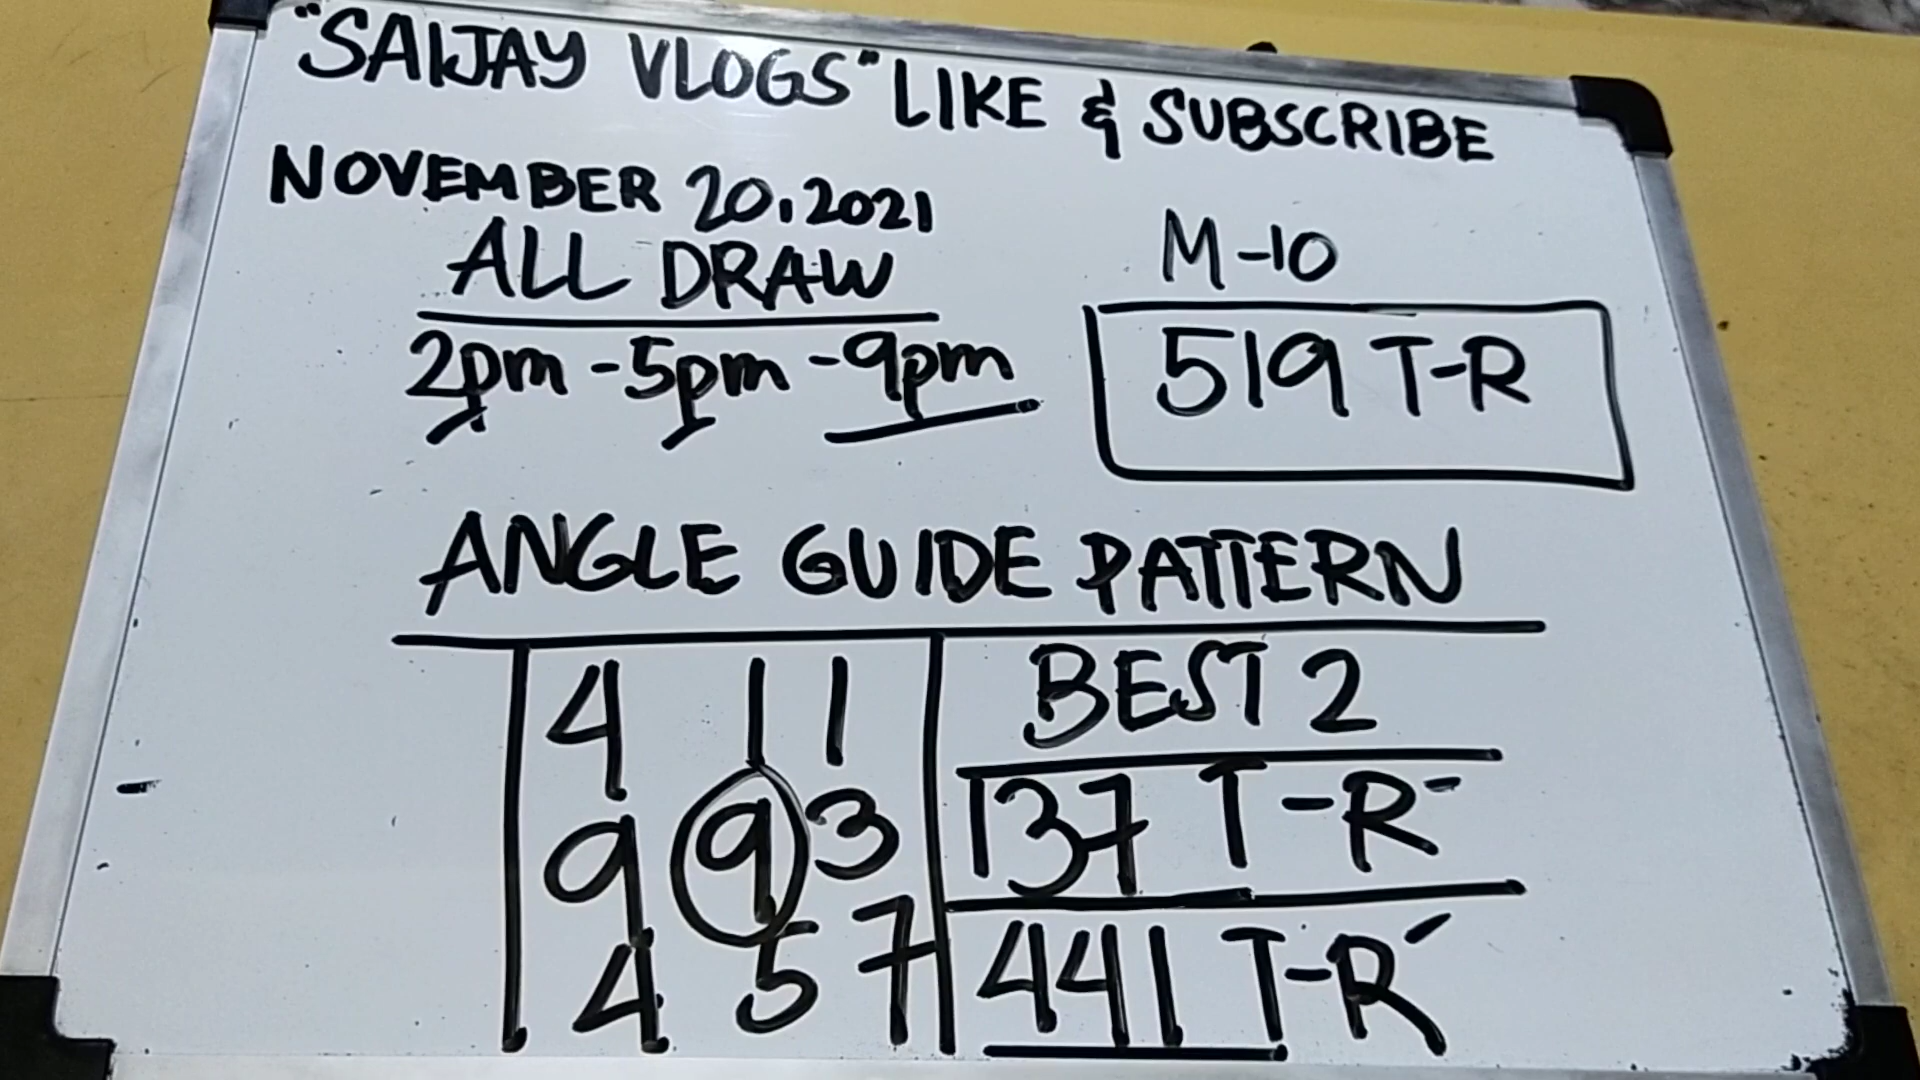 "SAIJAY VLOGS" LIKE & SUBSCRIBE
NOVEMBER 20, 2021
ALL DRAW
2pm - 5pm - 9pm
M-10
519 T-R
ANGLE GUIDE PATTERN
4 1 1
9 9 3
4 5 7
BEST 2
137 T-R
441 T-R